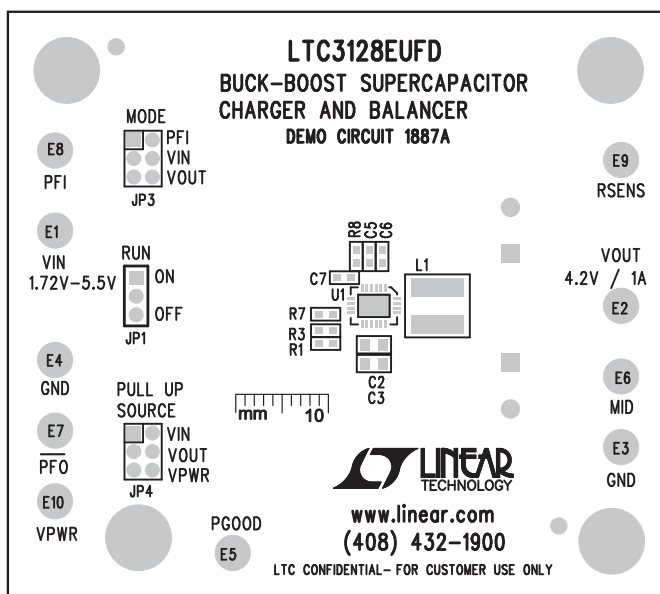 LTC3128EUFD
BUCK-BOOST SUPERCAPACITOR
CHARGER AND BALANCER
DEMO CIRCUIT 1887A
MODE
PFI
VIN
VOUT
JP3
E8
PFI
E9
RSENS
E1
VIN
1.72V-5.5V
RUN
ON
OFF
JP1
R8
C5
C6
C7
U1
L1
R7
R3
R1
C2
C3
VOUT
4.2V / 1A
E2
E4
GND
PULL UP
SOURCE
VIN
VOUT
VPWR
JP4
mm 10
E6
MID
E7
PFO
E3
GND
E10
VPWR
LINEAR
TECHNOLOGY
www.linear.com
(408) 432-1900
PGOOD
E5
LTC CONFIDENTIAL- FOR CUSTOMER USE ONLY